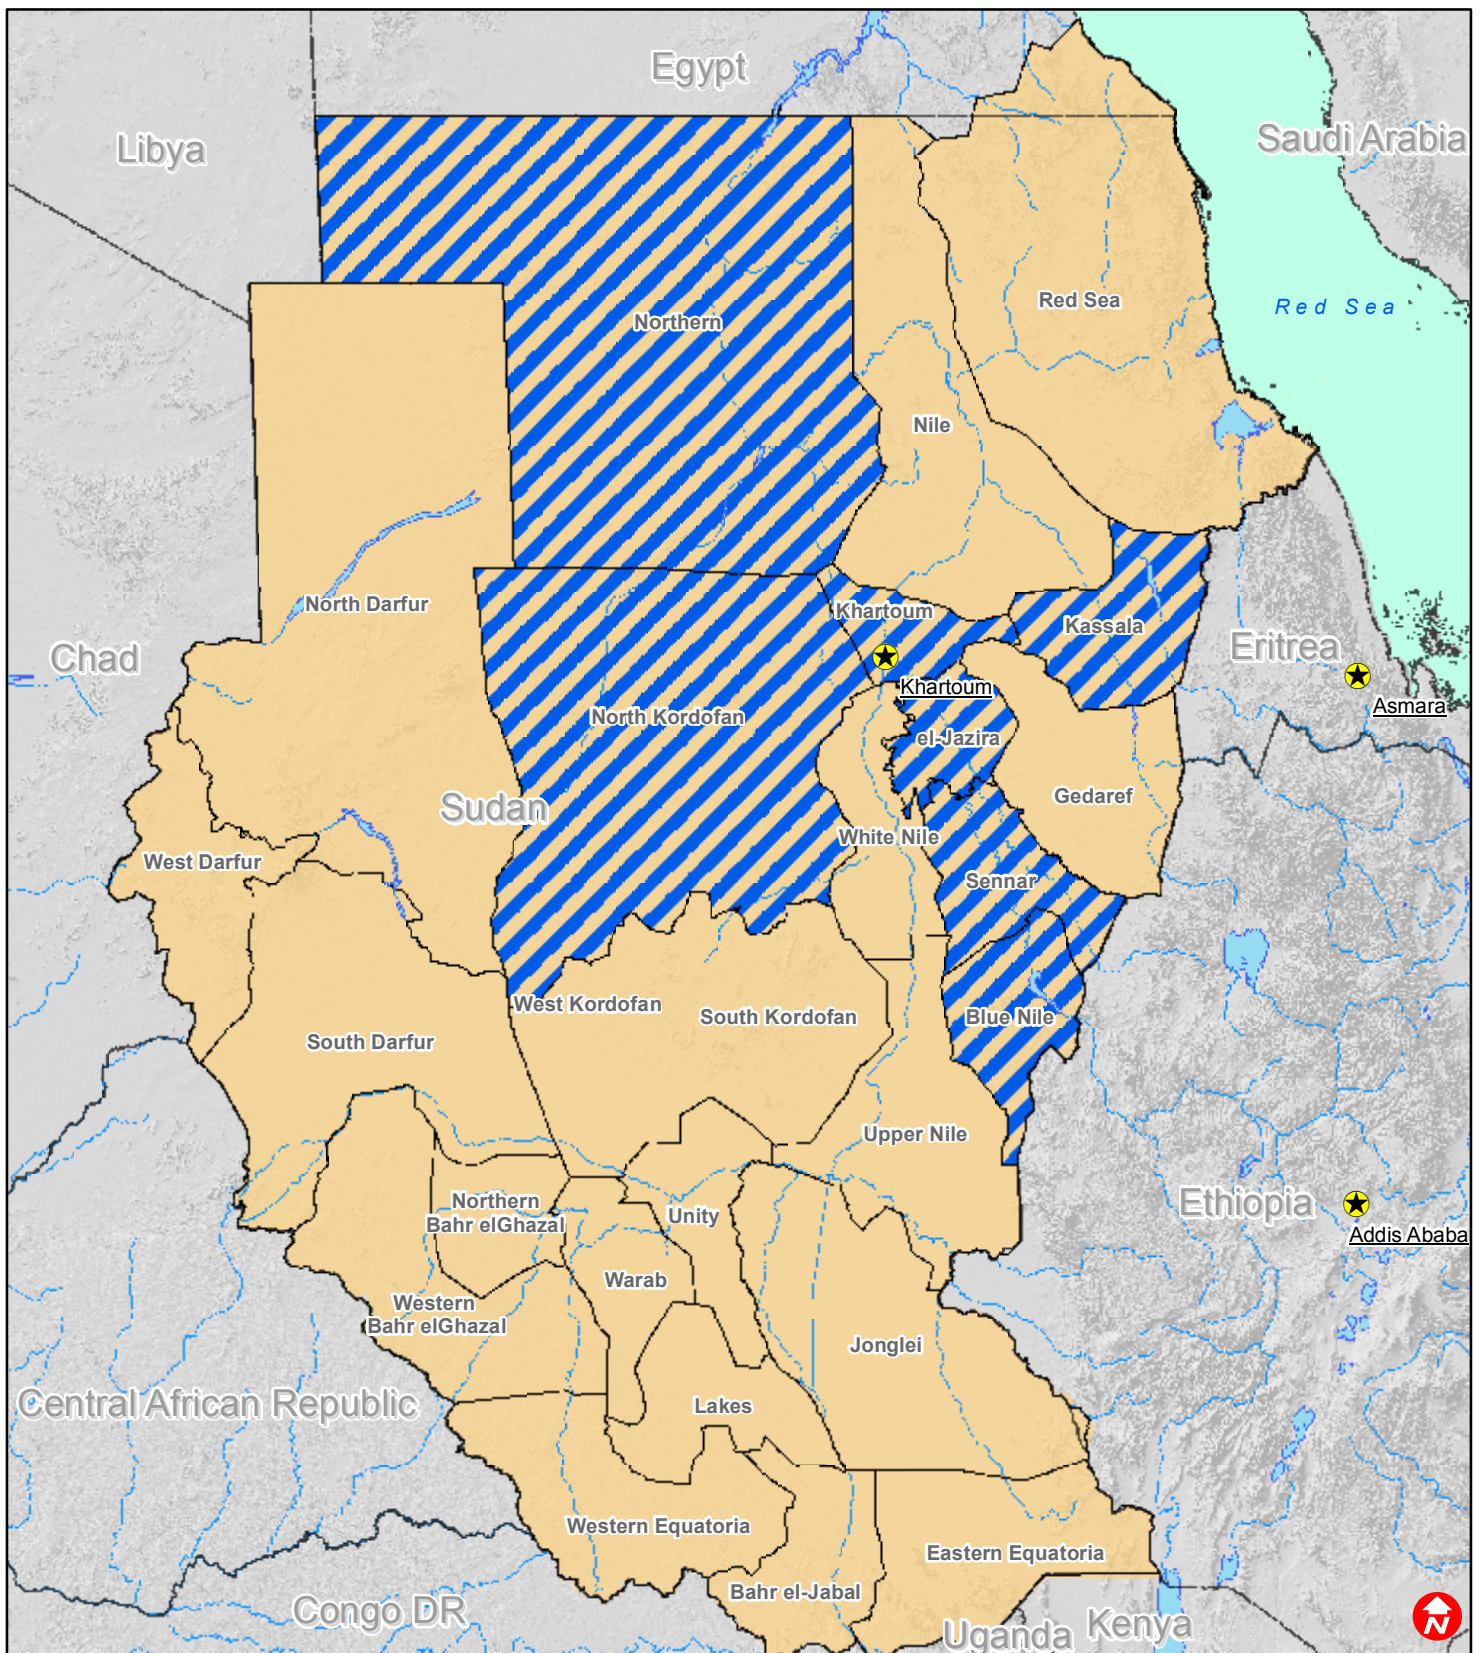 Egypt
Libya
Saudi Arabia
Red Sea
Red Sea
Northern
Nile
North Darfur
Khartoum
Kassala
Eritrea
Chad
Khartoum
Asmara
North Kordofan
el-Jazira
Gedaref
Sudan
White Nile
West Darfur
Sennar
West Kordofan
South Kordofan
Blue Nile
South Darfur
Upper Nile
Northern
Bahr elGhazal
Unity
Ethiopia
Addis Ababa
Warab
Western
Bahr elGhazal
Jonglei
Central African Republic
Lakes
Western Equatoria
Eastern Equatoria
Bahr el-Jabal
Congo DR
Uganda
Kenya
N